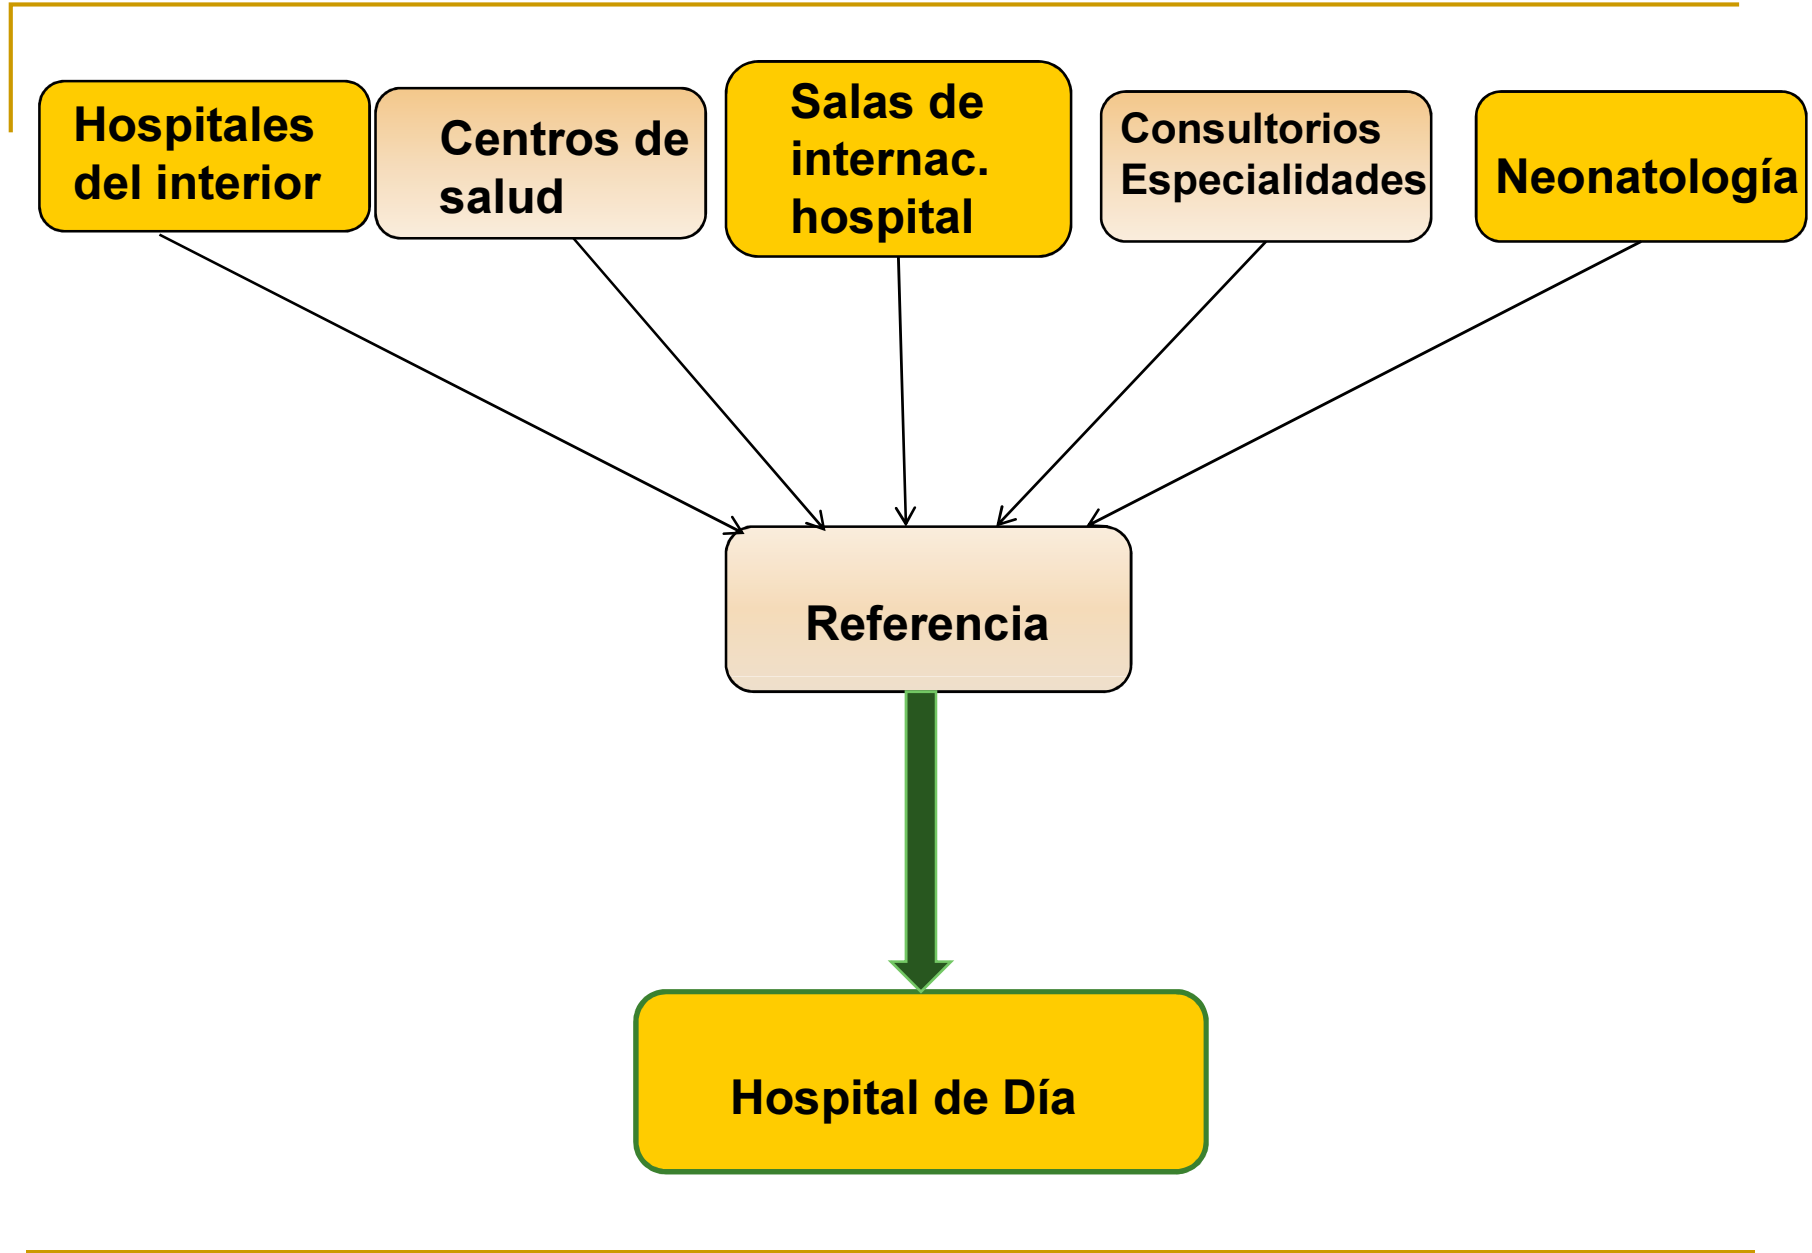 Hospitales
del interior
Centros de
salud
Salas de
internac.
hospital
Consultorios
Especialidades
Neonatología
Referencia
Hospital de Día